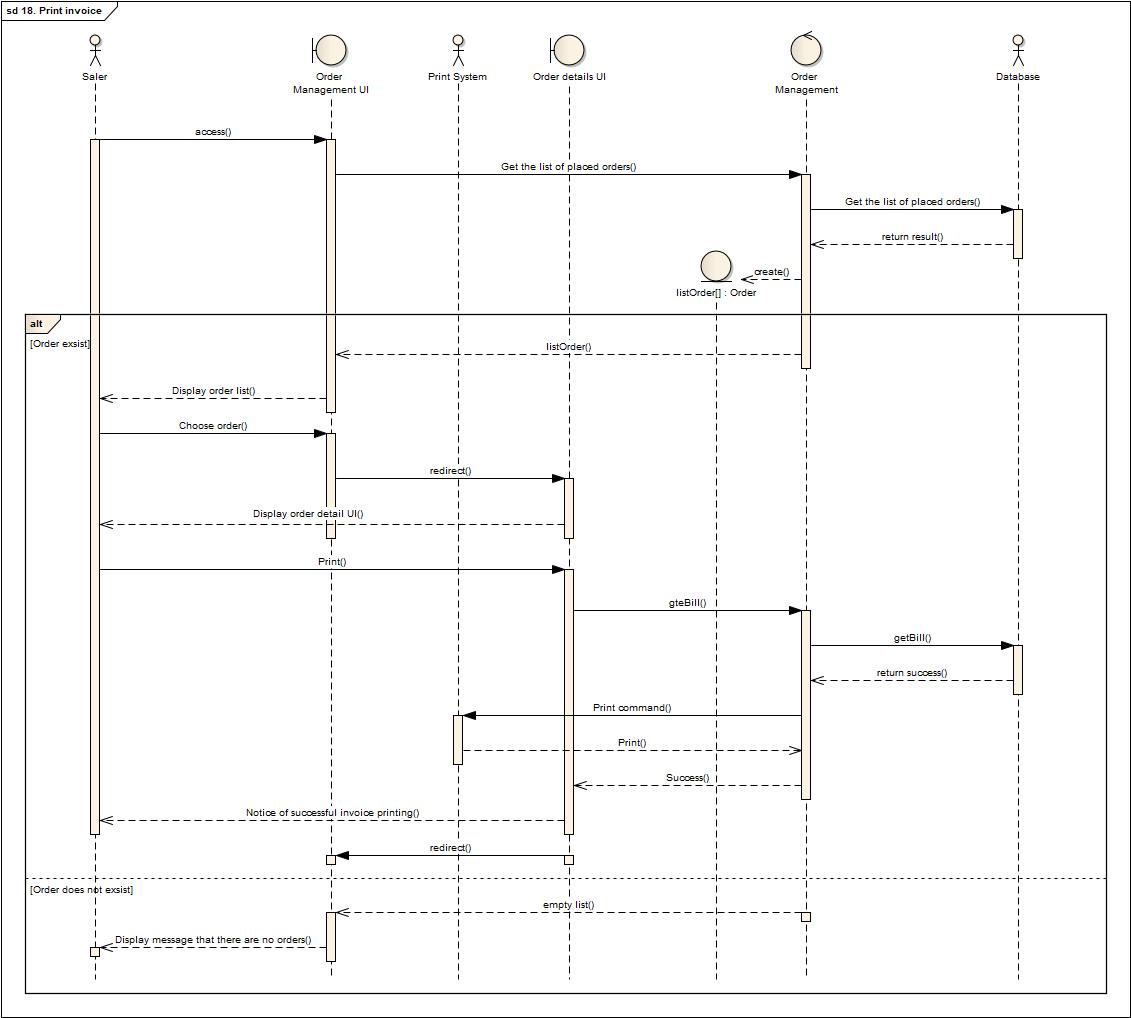 sd 18. Print invoice
Saler
Order
Management UI
Print System
Order details UI
Order
Management
Database
access()
Get the list of placed orders()
Get the list of placed orders()
return result()
create()
listOrder[] : Order
alt
[Order exsist]
listOrder()
Display order list()
Choose order()
redirect()
Display order detail UI()
Print()
gteBill()
getBill()
return success()
Print command()
Print()
Success()
Notice of successful invoice printing()
redirect()
[Order does not exsist]
empty list()
Display message that there are no orders()